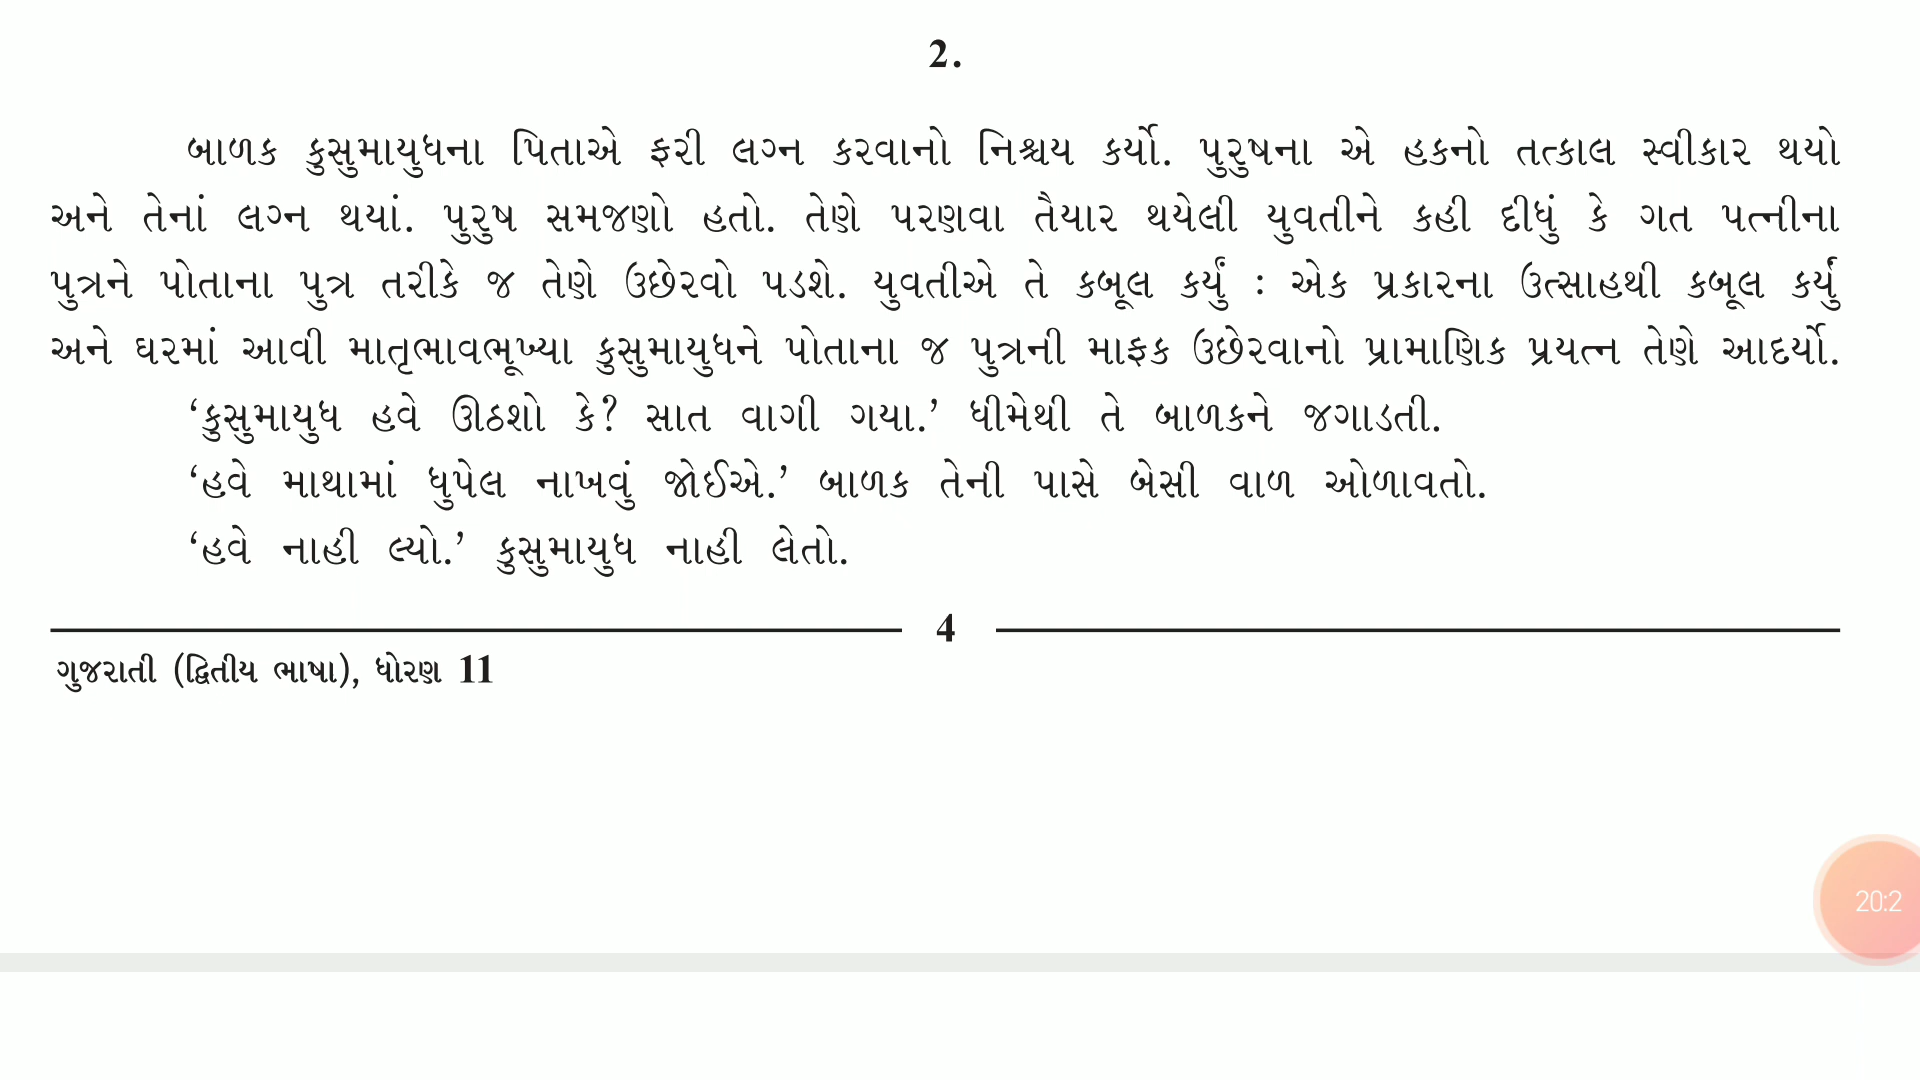 2.
બાળક કુસુમાયુધના પિતાએ ફરી લગ્ન કરવાનો નિશ્ચય કર્યો. પુરુષના એ હકનો તત્કાલ સ્વીકાર થયો
અને તેનાં લગ્ન થયાં. પુરુષ સમજણો હતો. તેણે પરણવા તૈયાર થયેલી યુવતીને કહી દીધું કે ગત પત્નીના
પુત્રને પોતાના પુત્ર તરીકે જ તેણે ઉછેરવો પડશે. યુવતીએ તે કબૂલ કર્યું : એક પ્રકારના ઉત્સાહથી કબૂલ કર્યું
અને ઘરમાં આવી માતૃભાવભૂખ્યા કુસુમાયુધને પોતાના જ પુત્રની માફક ઉછેરવાનો પ્રામાણિક પ્રયત્ન તેણે આદર્યો.
‘કુસુમાયુધ હવે ઊઠશો કે? સાત વાગી ગયા.’ ધીમેથી તે બાળકને જગાડતી.
‘હવે માથામાં ધુપેલ નાખવું જોઈએ.’ બાળક તેની પાસે બેસી વાળ ઓળાવતો.
‘હવે નાહી લ્યો.’ કુસુમાયુધ નાહી લેતો.
4
ગુજરાતી (દ્વિતીય ભાષા), ધોરણ 11
20:2